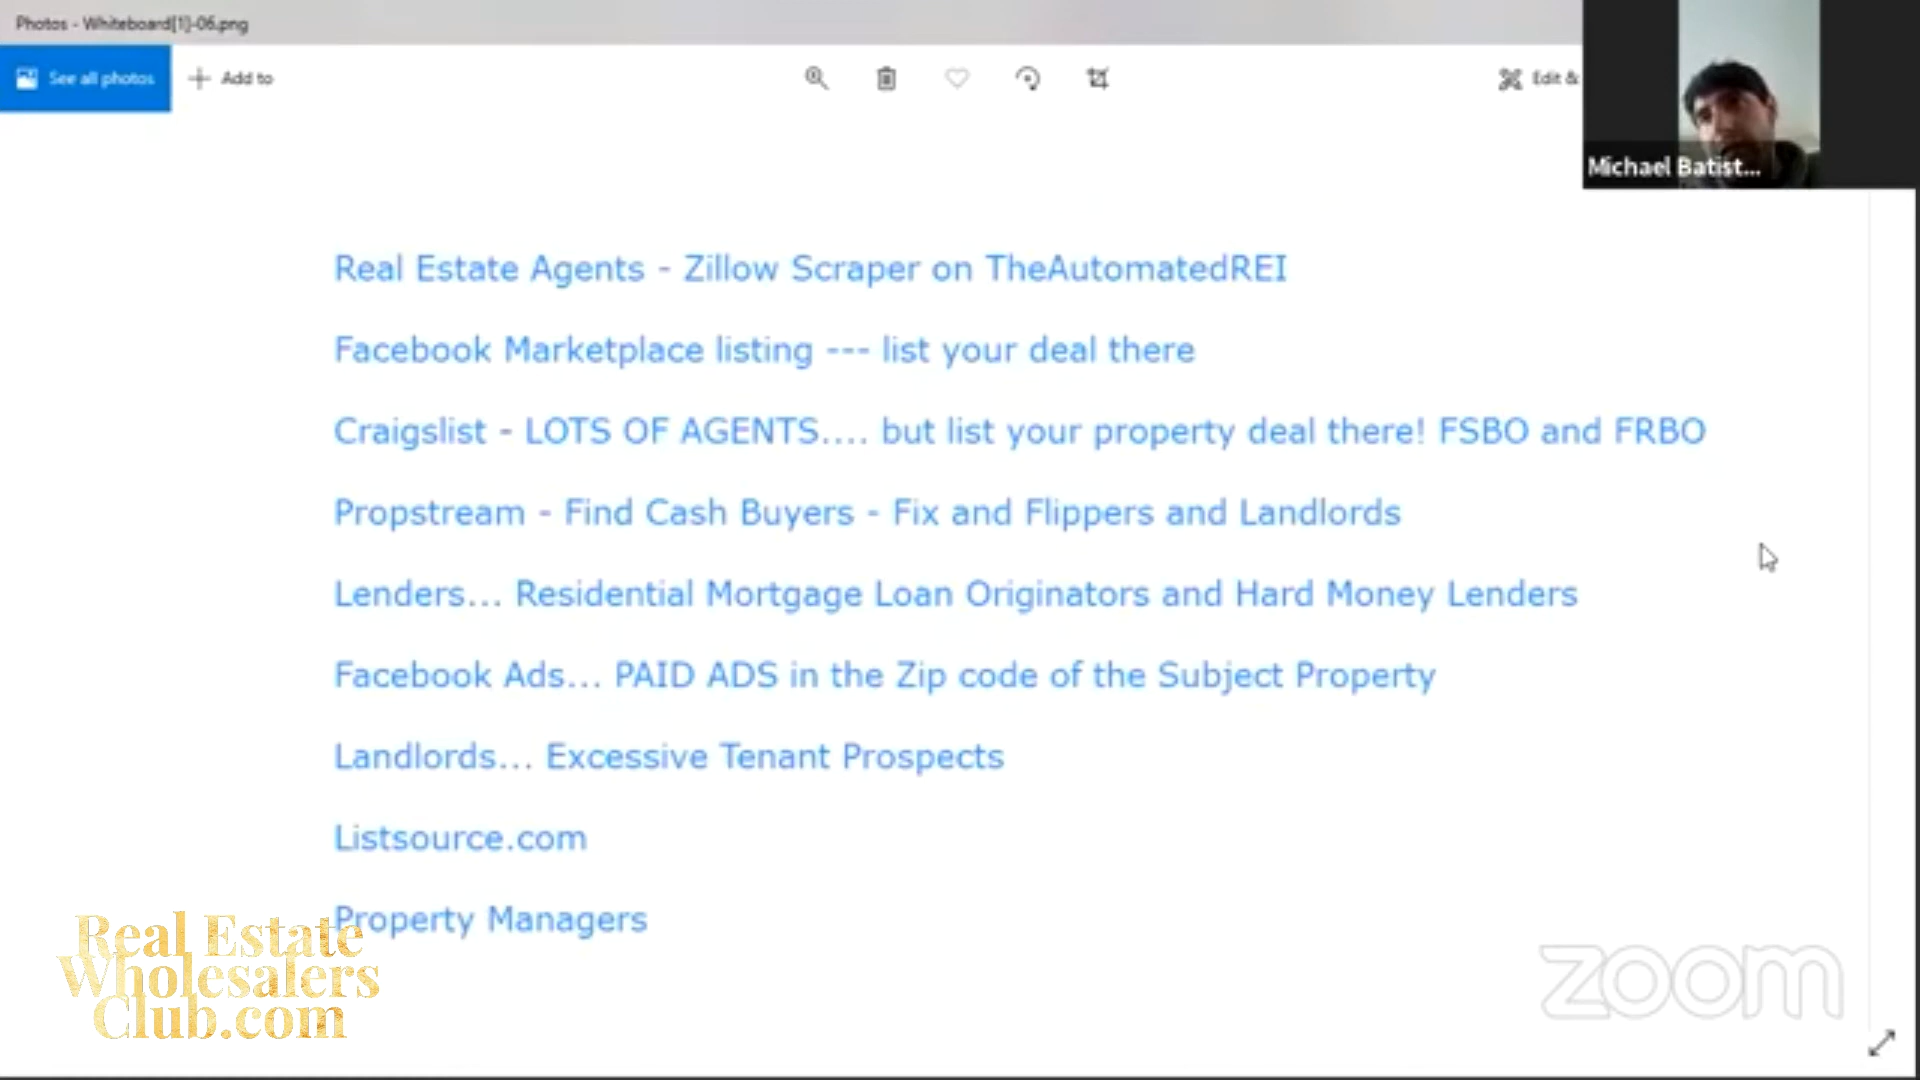 Photos - Whiteboard[1]-06.png
See all photos
Add to
Edit &
Michael Batist...
Real Estate Agents - Zillow Scraper on TheAutomatedREI
Facebook Marketplace listing --- list your deal there
Craigslist - LOTS OF AGENTS.... but list your property deal there! FSBO and FRBO
Propstream - Find Cash Buyers - Fix and Flippers and Landlords
Lenders... Residential Mortgage Loan Originators and Hard Money Lenders
Facebook Ads... PAID ADS in the Zip code of the Subject Property
Landlords... Excessive Tenant Prospects
Listsource.com
Property Managers
Real Estate
Wholesalers
Club.com
zoom